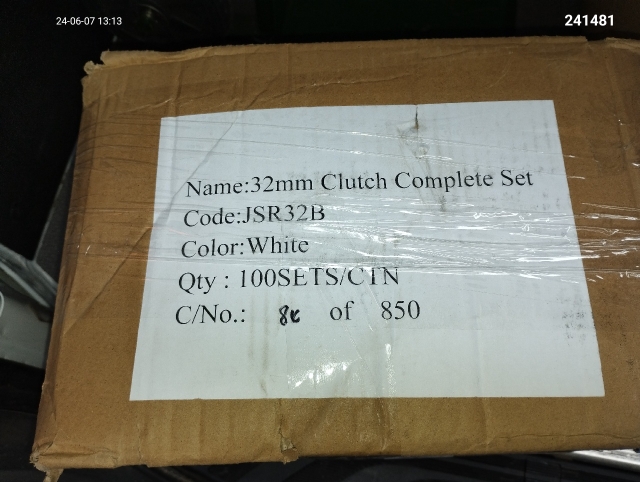 24-06-07 13:13
241481
Name:32mm Clutch Complete Set
Code:JSR32B
Color:White
Qty : 100SETS/CTN
C/No.: of 850